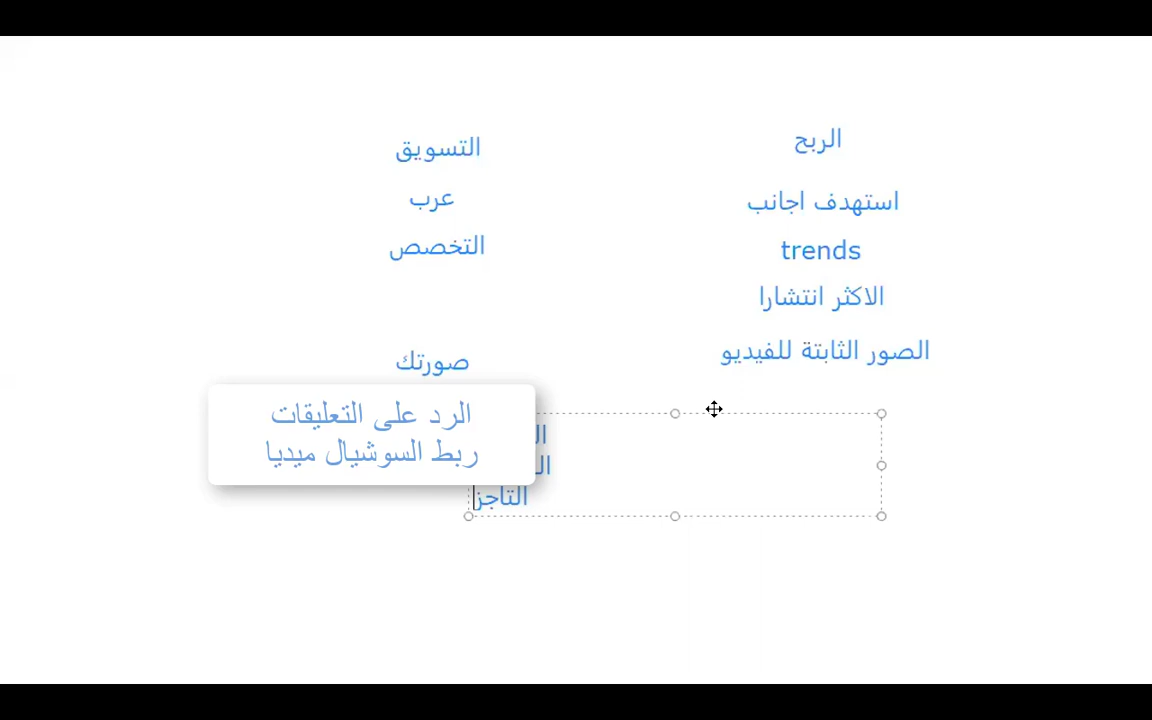 الربح
استهدف اجانب
trends
الاكثر انتشارا
الصور الثابتة للفيديو
التسويق
عرب
التخصص
صورتك
الرد على التعليقات
ربط السوشيال ميديا
التاجز